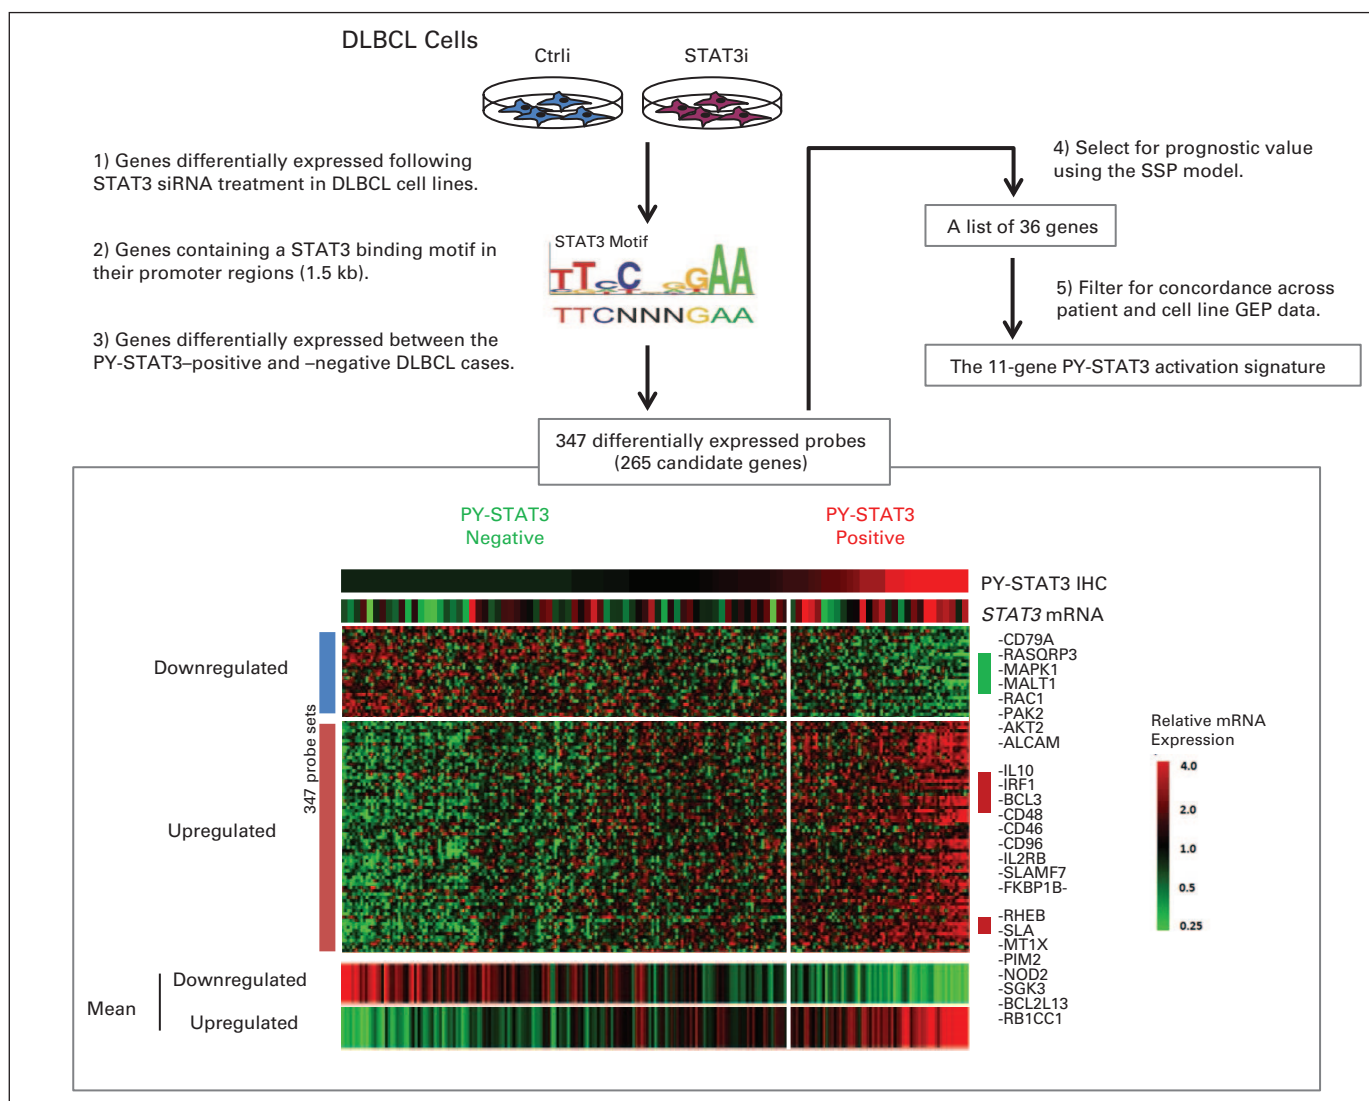 DLBCL Cells
Ctrli
STAT3i
1) Genes differentially expressed following
STAT3 siRNA treatment in DLBCL cell lines.
2) Genes containing a STAT3 binding motif in
their promoter regions (1.5 kb).
3) Genes differentially expressed between the
PY-STAT3–positive and –negative DLBCL cases.
STAT3 Motif
TTCC GGAA
TTCNNNGAA
4) Select for prognostic value
using the SSP model.
A list of 36 genes
5) Filter for concordance across
patient and cell line GEP data.
The 11-gene PY-STAT3 activation signature
347 differentially expressed probes
(265 candidate genes)
PY-STAT3
Negative
PY-STAT3
Positive
PY-STAT3 IHC
STAT3 mRNA
Downregulated
Upregulated
347 probe sets
-CD79A
-RASQRP3
-MAPK1
-MALT1
-RAC1
-PAK2
-AKT2
-ALCAM
-IL10
-IRF1
-BCL3
-CD48
-CD46
-CD96
-IL2RB
-SLAMF7
-FKBP1B-
-RHEB
-SLA
-MT1X
-PIM2
-NOD2
-SGK3
-BCL2L13
-RB1CC1
Relative mRNA
Expression
4.0
2.0
1.0
0.5
0.25
Mean
Downregulated
Upregulated